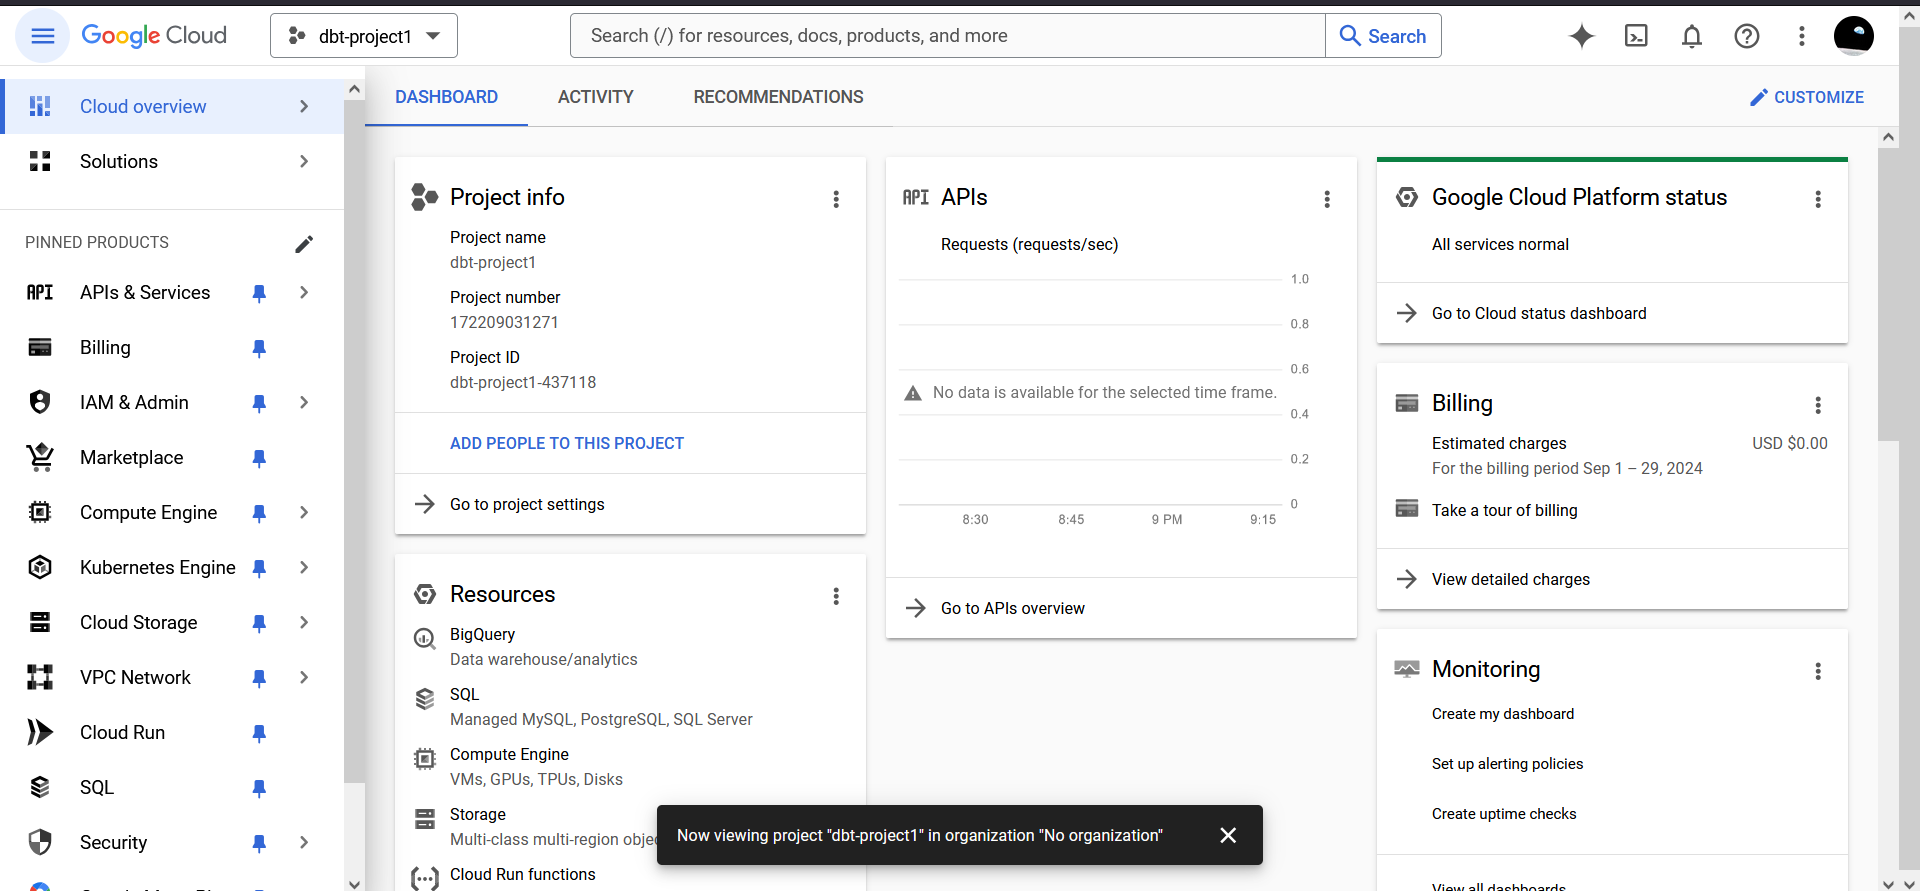 Google Cloud
dbt-project1
Search (/) for resources, docs, products, and more
Search
Cloud overview
Solutions
PINNED PRODUCTS
API
APIs & Services
Billing
IAM & Admin
Marketplace
Compute Engine
Kubernetes Engine
Cloud Storage
VPC Network
Cloud Run
SQL
Security
DASHBOARD
ACTIVITY
RECOMMENDATIONS
CUSTOMIZE
Project info
Project name
dbt-project1
Project number
172209031271
Project ID
dbt-project1-437118
ADD PEOPLE TO THIS PROJECT
Go to project settings
Resources
BigQuery
Data warehouse/analytics
SQL
Managed MySQL, PostgreSQL, SQL Server
Compute Engine
VMs, GPUs, TPUs, Disks
Storage
Multi-class multi-region
Cloud Run functions
API
APIs
Requests (requests/sec)
1.0
0.8
0.6
No data is available for the selected time frame.
0.4
0.2
0
8:30
8:45
9 PM
9:15
Go to APIs overview
Google Cloud Platform status
All services normal
Go to Cloud status dashboard
Billing
Estimated charges
USD $0.00
For the billing period Sep 1 – 29, 2024
Take a tour of billing
View detailed charges
Monitoring
Create my dashboard
Set up alerting policies
Create uptime checks
View all dashboards
Now viewing project "dbt-project1" in organization "No organization"